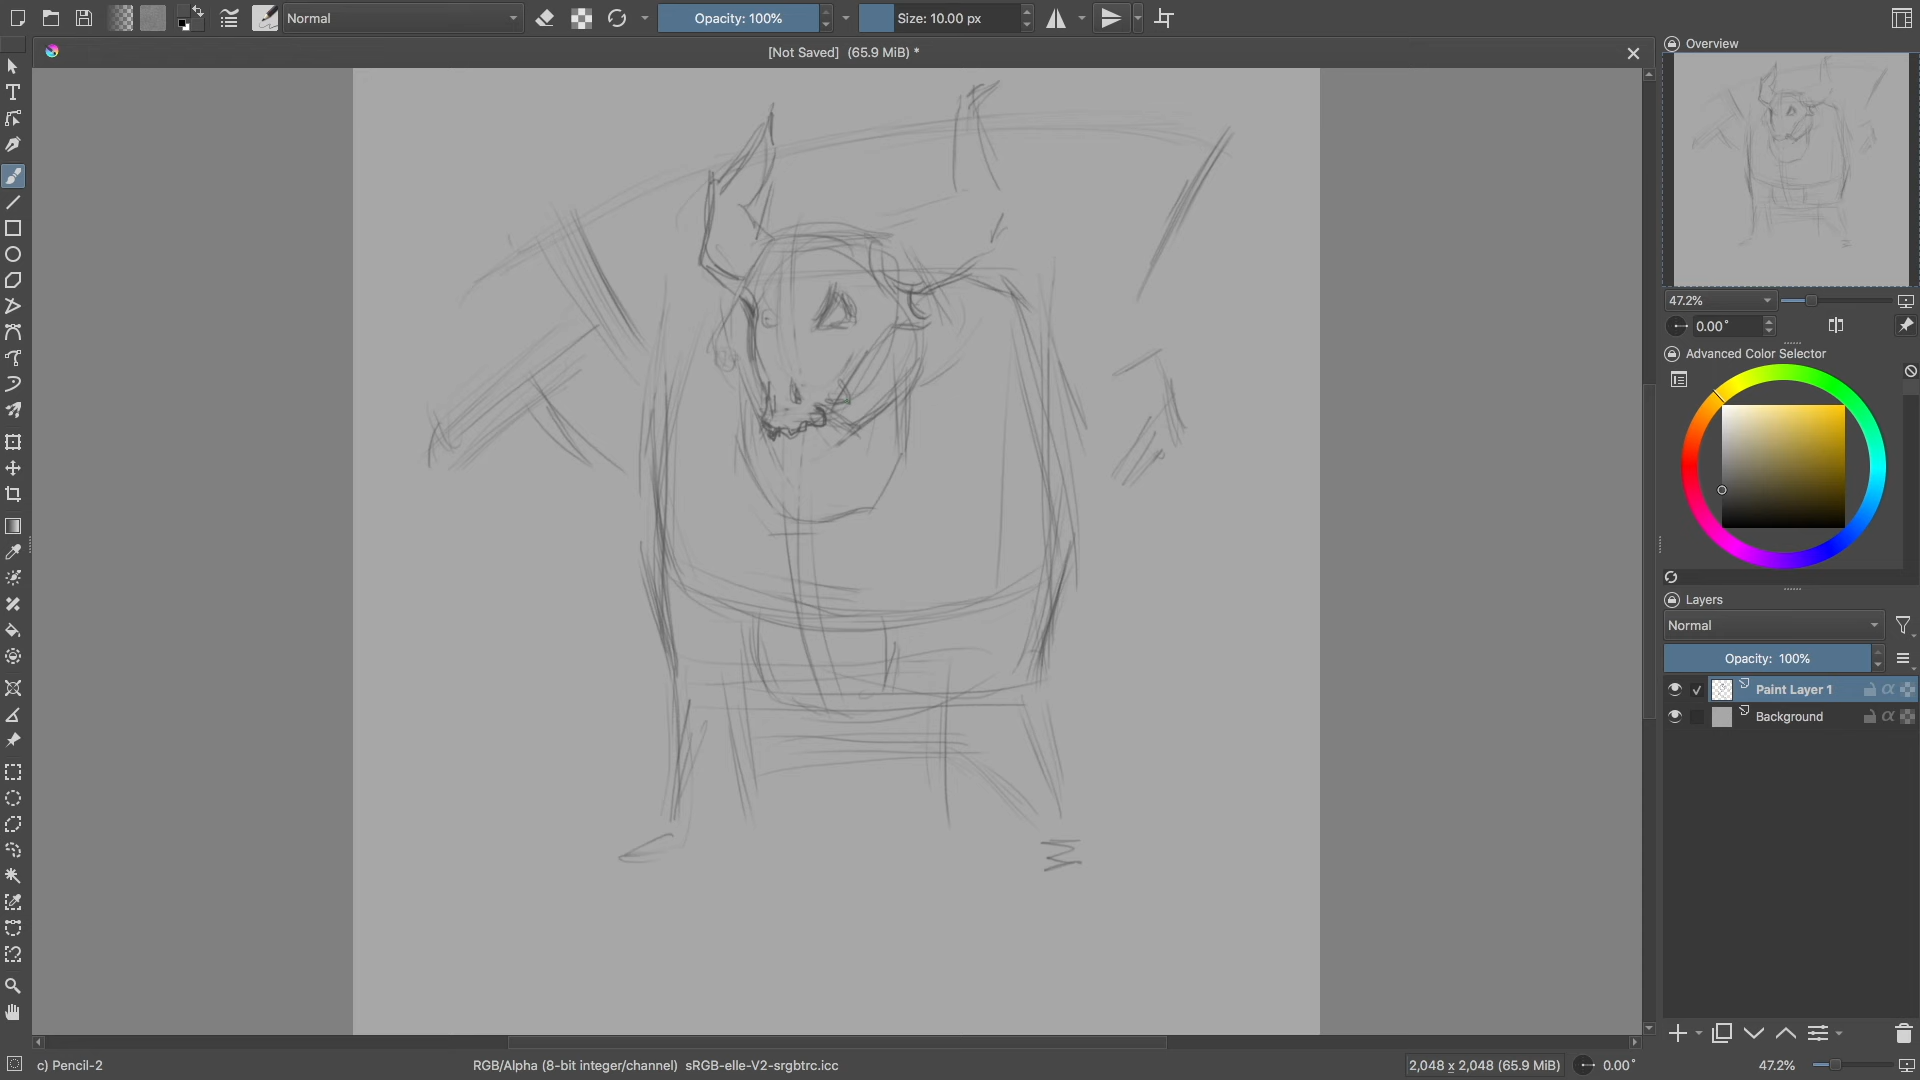 Normal
Opacity: 100%
Size: 10.00 px
[Not Saved] (65.9 MiB) *
Overview
47.2%
0.00°
Advanced Color Selector
Layers
Normal
Opacity: 100%
Paint Layer 1
Background
c) Pencil-2
RGB/Alpha (8-bit integer/channel) sRGB-elle-V2-srgbtrc.icc
2,048 x 2,048 (65.9 MiB)
0.00°
47.2%